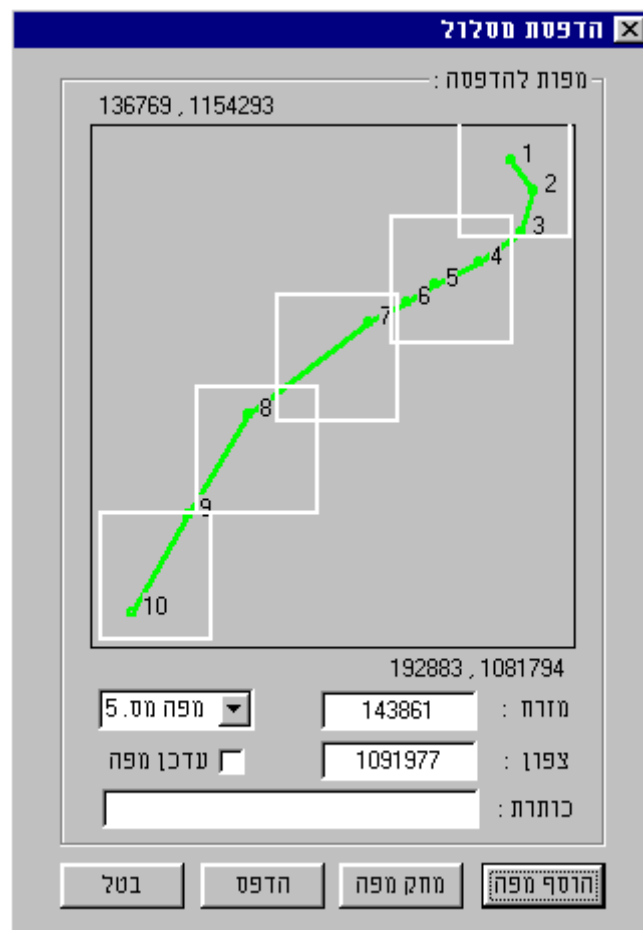 הדפסת מסלול
מפות להדפסה :
136769 , 1154293
1
2
3
4
5
6
7
8
9
10
192883 , 1081794
מזרח : 143861 מפה מס. 5
צפון : 1091977 עדכן מפה
כותרת :
הוסף מפה מחק מפה הדפס בטל